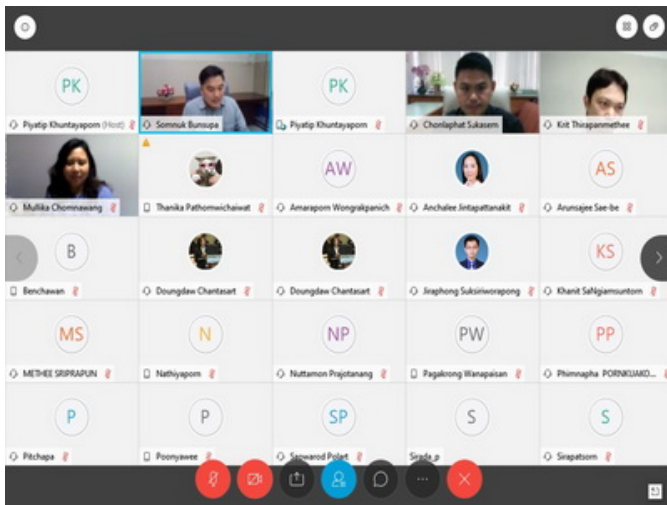 PK
PK
Piyatip Khuntayaporn (Host)
Somnuk Bunsupa
Piyatip Khuntayaporn
Chonlaphat Sukasem
Krit Thirapanmethee
AW
AS
Mullika Chomnawang
Thanika Pathomwichaiwat
Amaraporn Wongrakpanich
Anchalee Jintapattanakit
Arunsajee Sae-be
B
KS
Benchawan
Doungdaw Chantasart
Doungdaw Chantasart
Jiraphong Suksiriworapong
Khanit SaNgiamsuntorn
MS
N
NP
PW
PP
METHEE SRIPRAPUN
Nathiyaporn
Nuttamon Prajotanang
Pagakrong Wanapaisan
Phimnapha PORNKUAKO...
P
P
SP
S
S
Pitchapa
Poonyawee
Saowarod Polart
Sirada_p
Sirapatsorn